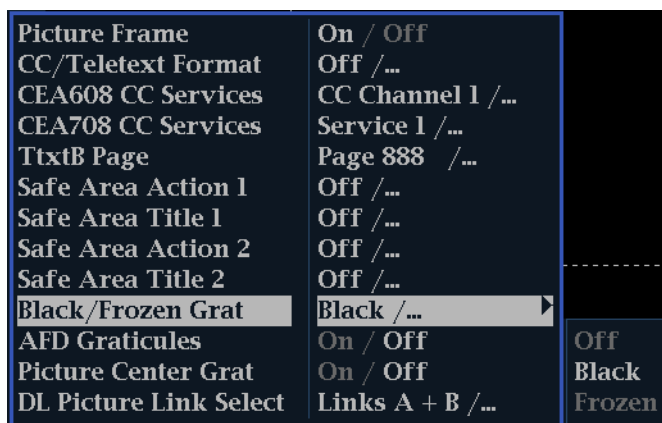 Picture Frame On / Off
CC/Teletext Format Off /...
CEA608 CC Services CC Channel 1 /...
CEA708 CC Services Service 1 /...
TtxtB Page Page 888 /...
Safe Area Action 1 Off /...
Safe Area Title 1 Off /...
Safe Area Action 2 Off /...
Safe Area Title 2 Off /...
Black/Frozen Grat Black /...
AFD Graticules On / Off
Picture Center Grat On / Off
DL Picture Link Select Links A + B /...
Off
Black
Frozen